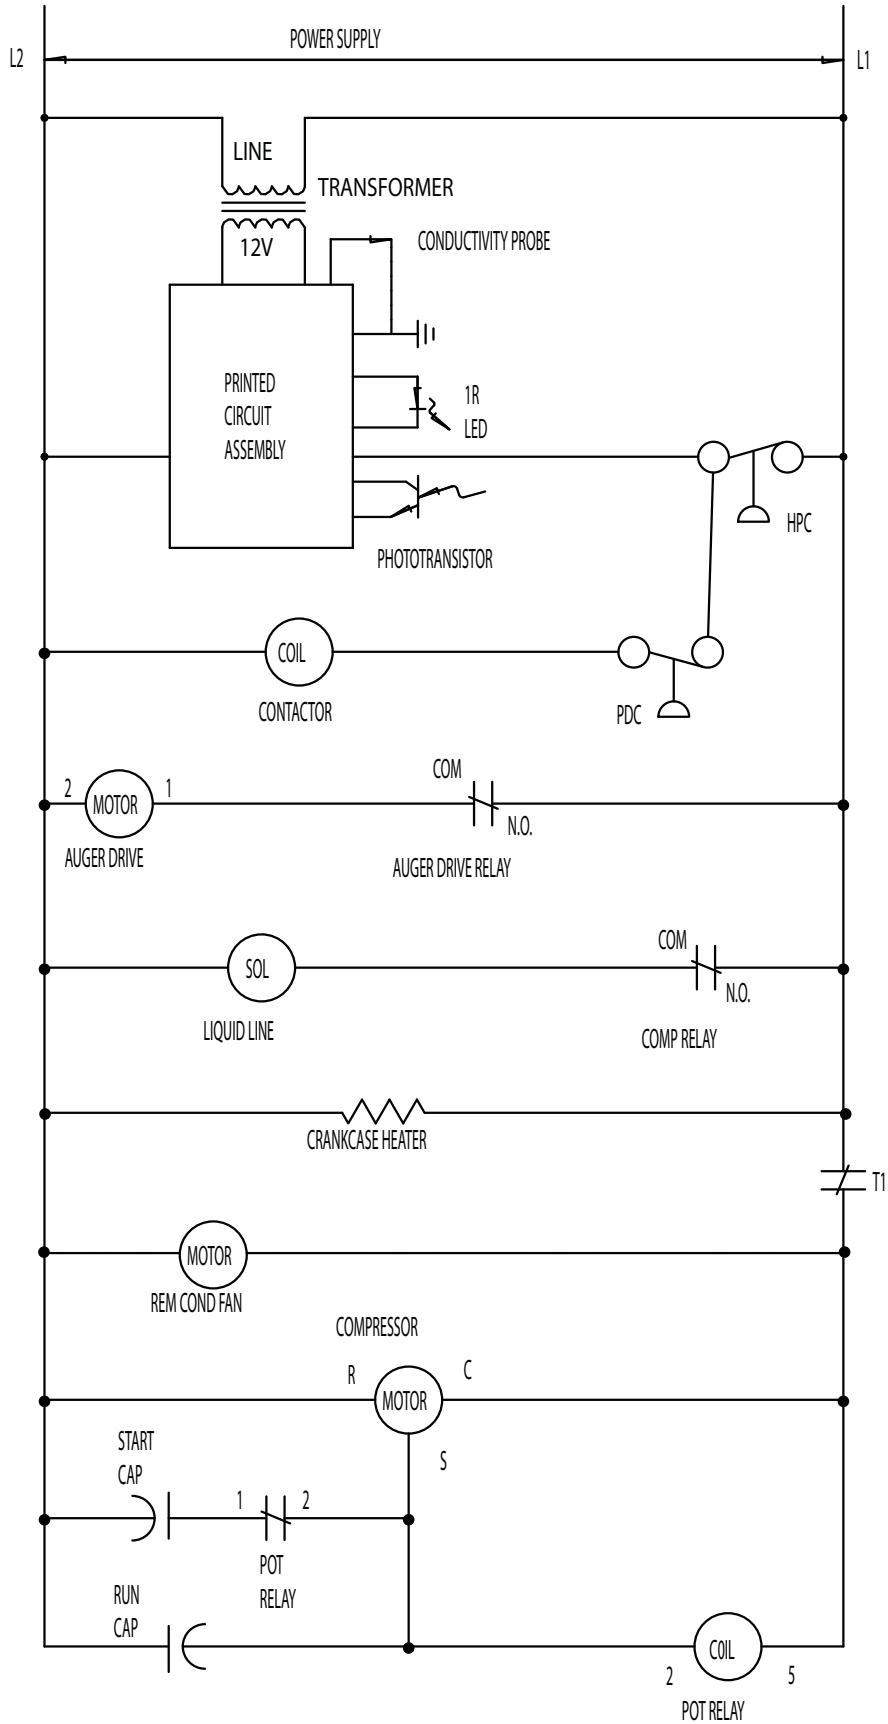 POWER SUPPLY
L2
L1
LINE
TRANSFORMER
12V
CONDUCTIVITY PROBE
PRINTED
CIRCUIT
ASSEMBLY
1R
LED
HPC
PHOTOTRANSISTOR
COIL
CONTACTOR
PDC
COM
2
1
MOTOR
N.O.
AUGER DRIVE
AUGER DRIVE RELAY
COM
SOL
N.O.
LIQUID LINE
COMP RELAY
CRANKCASE HEATER
T1
MOTOR
REM COND FAN
COMPRESSOR
R
C
MOTOR
START
CAP
S
1
2
POT
RELAY
RUN
CAP
COIL
2
5
POT RELAY